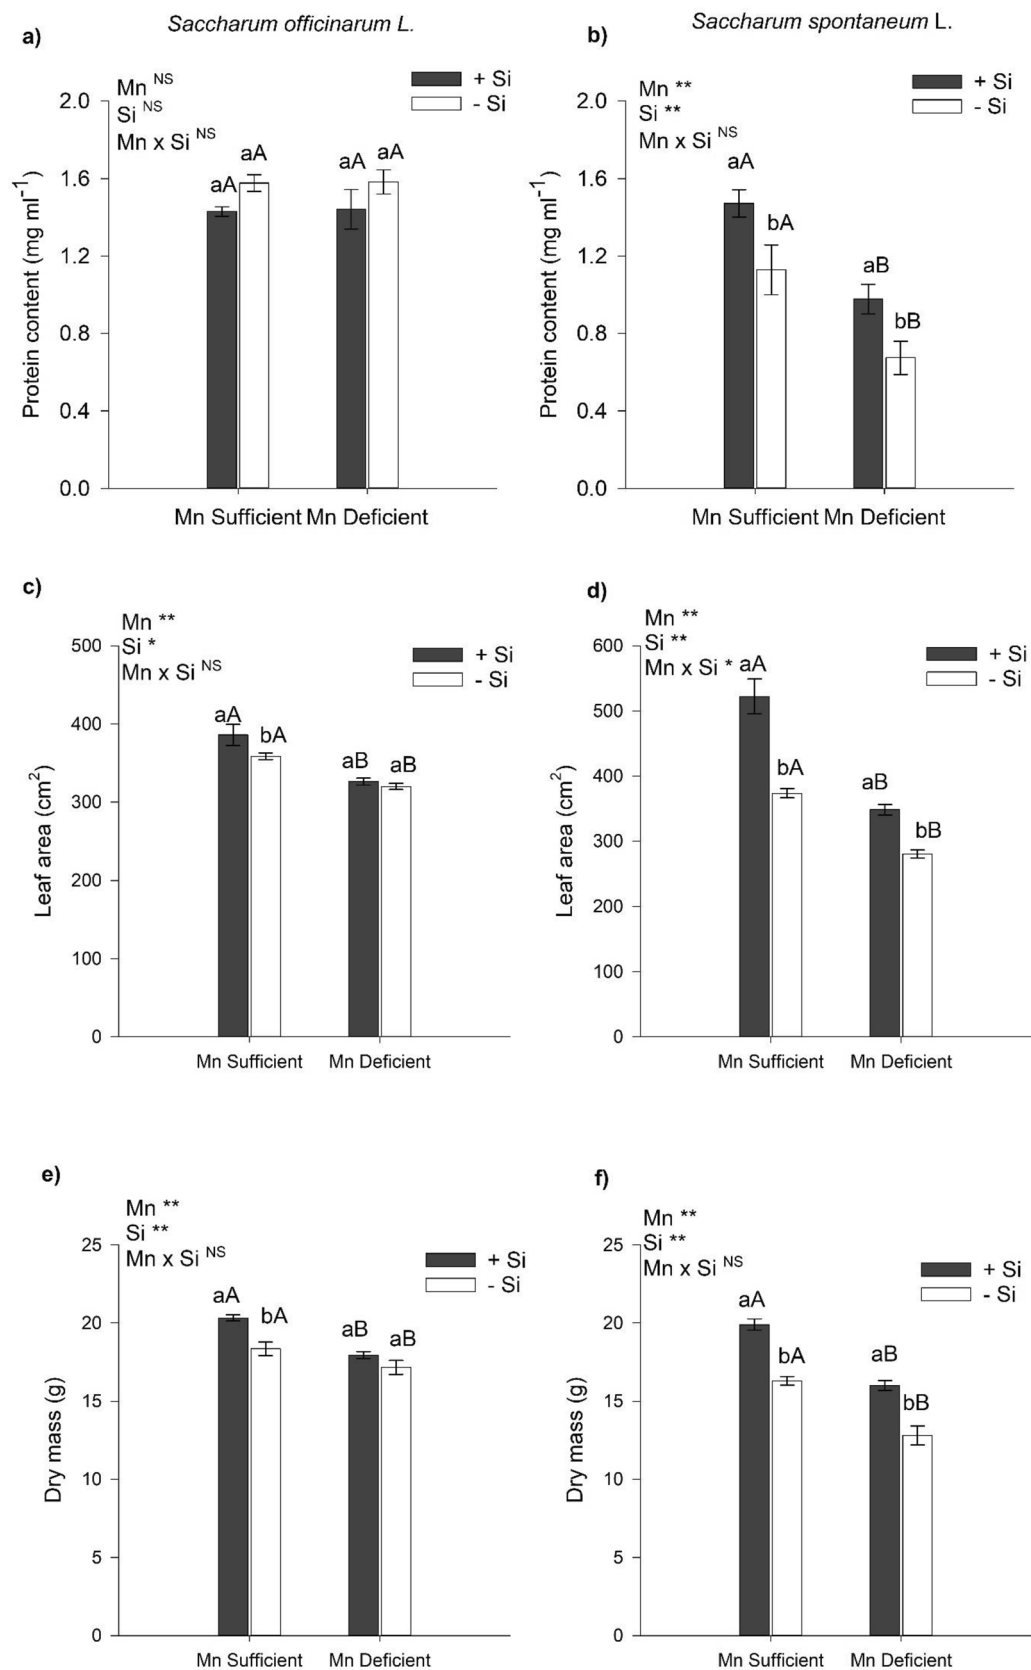 Saccharum officinarum L.
Saccharum spontaneum L.
a)
Mn NS
Si NS
Mn x Si NS
+ Si
- Si
Protein content (mg ml-1)
2.0
1.6
1.2
0.8
0.4
0.0
aA
aA
aA
aA
Mn Sufficient
Mn Deficient
b)
Mn **
Si **
Mn x Si NS
+ Si
- Si
Protein content (mg ml-1)
2.0
1.6
1.2
0.8
0.4
0.0
aA
bA
aB
bB
Mn Sufficient
Mn Deficient
c)
Mn **
Si *
Mn x Si NS
+ Si
- Si
Leaf area (cm2)
500
400
300
200
100
0
aA
bA
aB
aB
Mn Sufficient
Mn Deficient
d)
Mn **
Si **
Mn x Si *
+ Si
- Si
Leaf area (cm2)
600
500
400
300
200
100
0
aA
bA
aB
bB
Mn Sufficient
Mn Deficient
e)
Mn **
Si **
Mn x Si NS
+ Si
- Si
Dry mass (g)
25
20
15
10
5
0
aA
bA
aB
aB
Mn Sufficient
Mn Deficient
f)
Mn **
Si **
Mn x Si NS
+ Si
- Si
Dry mass (g)
25
20
15
10
5
0
aA
bA
aB
bB
Mn Sufficient
Mn Deficient